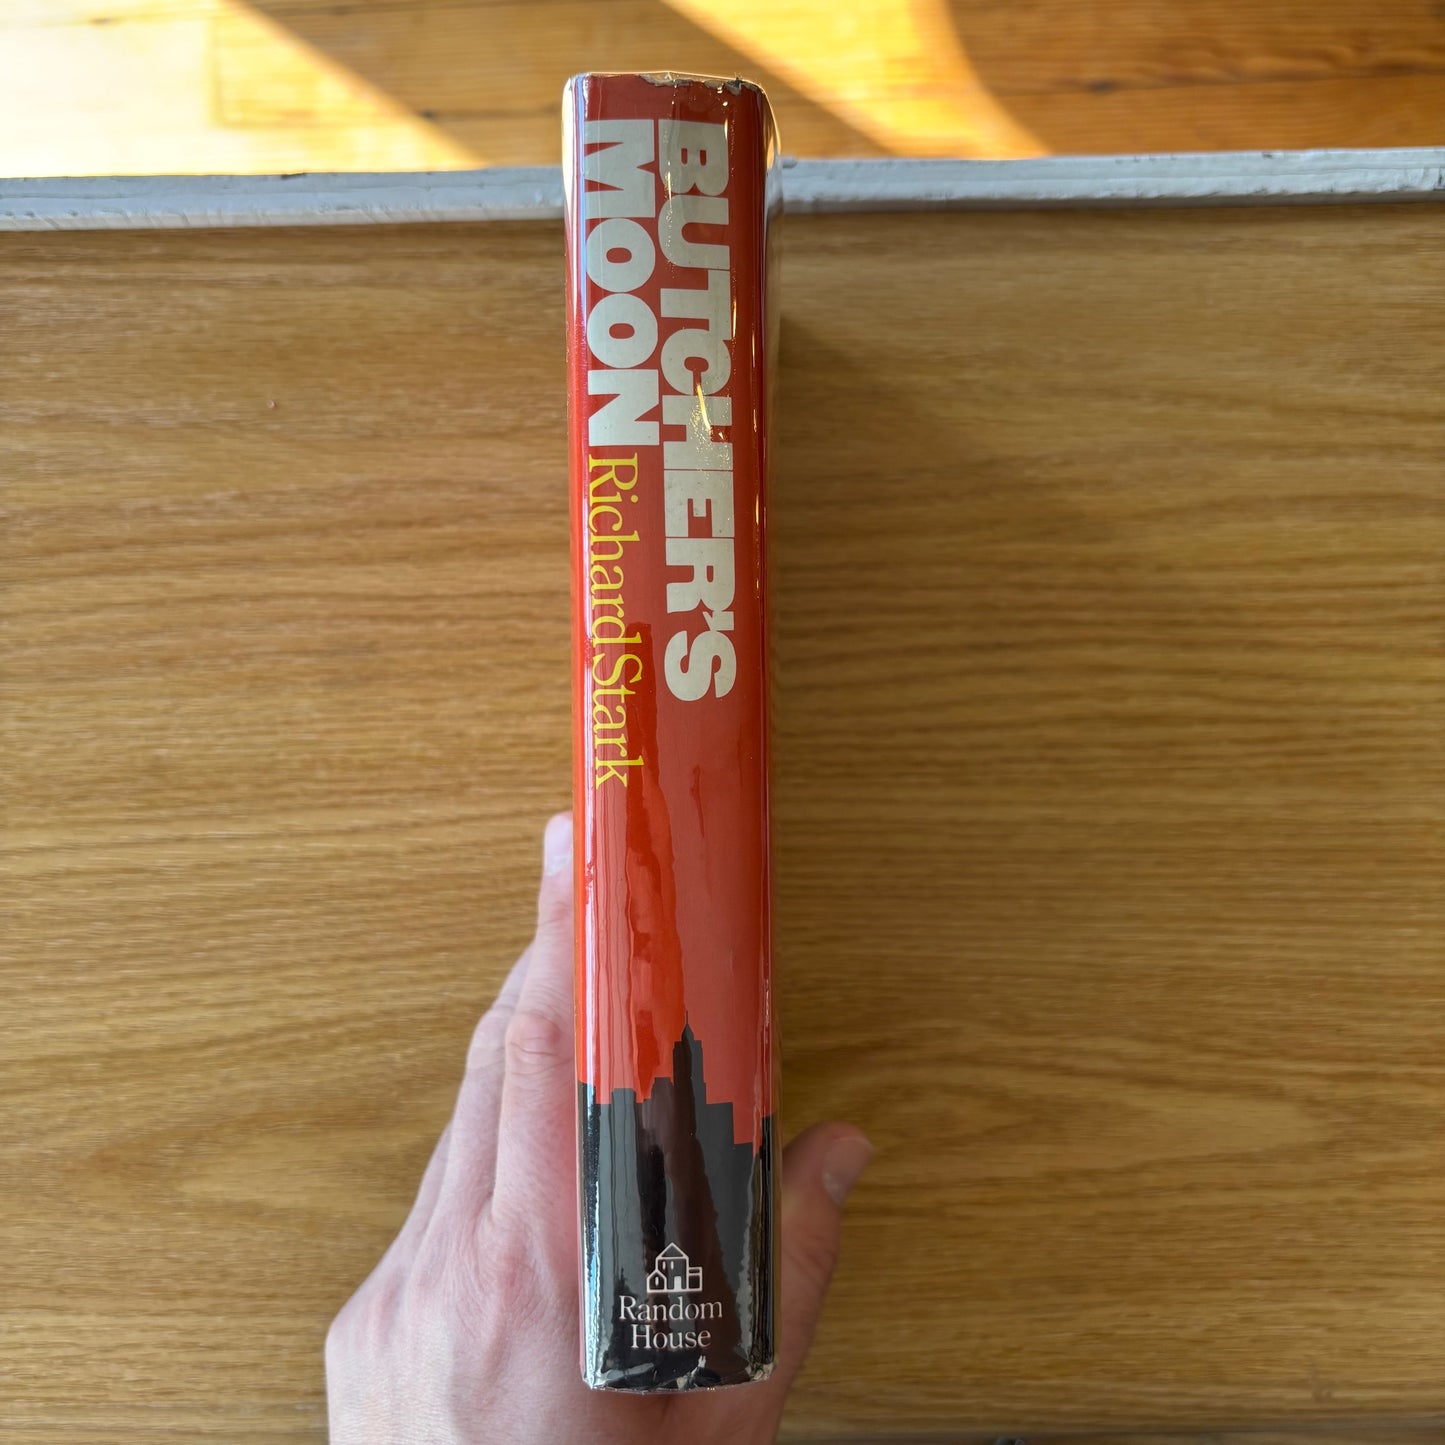 BUTCHER'S
MOON
Richard Stark
Random
House